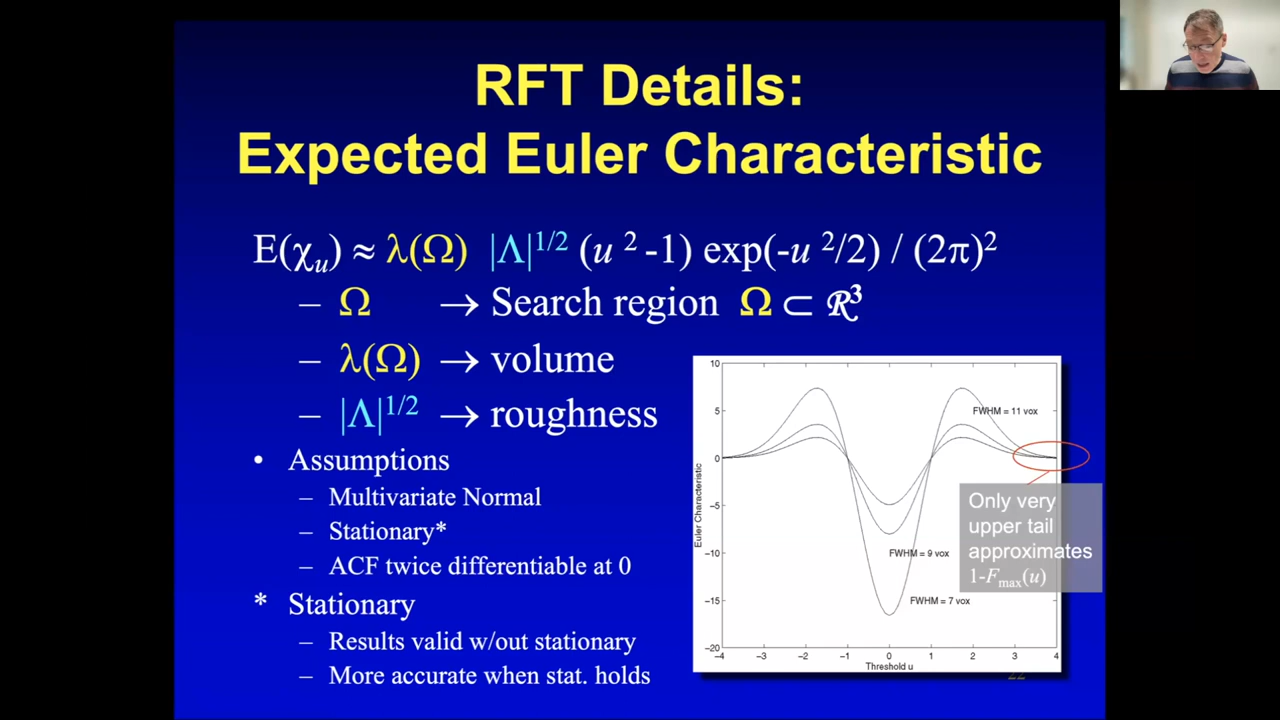 RFT Details:
Expected Euler Characteristic
E(χu) ≈ λ(Ω) |Λ|1/2 (u 2 -1) exp(-u 2/2) / (2π)2
– Ω → Search region Ω ⊂ R3
– λ(Ω) → volume
– |Λ|1/2 → roughness
• Assumptions
– Multivariate Normal
– Stationary*
– ACF twice differentiable at 0
* Stationary
– Results valid w/out stationary
– More accurate when stat. holds
10
5
0
-5
-10
-15
-20
Euler Characteristic
FWHM = 11 vox
FWHM = 9 vox
FWHM = 7 vox
-4 -3 -2 -1 0 1 2 3 4
Threshold u
Only very
upper tail
approximates
1-Fmax(u)